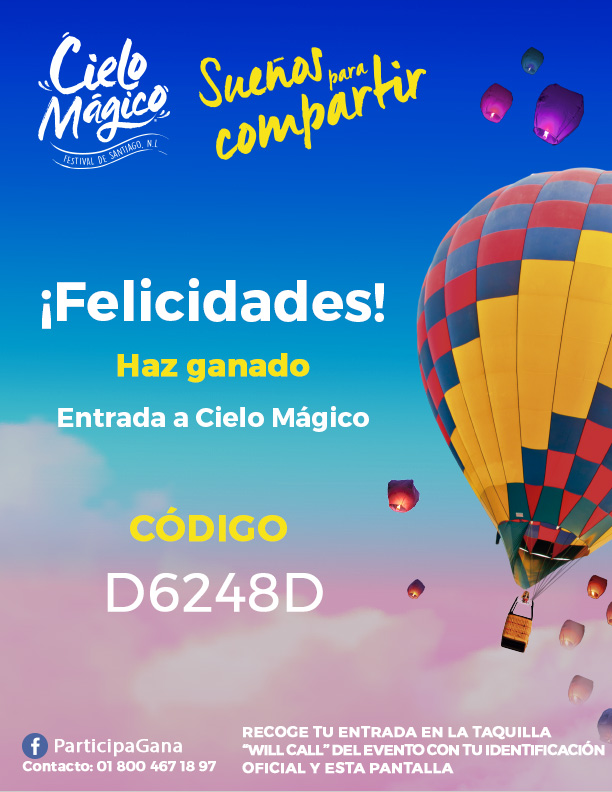 Cielo
Mágico
FESTIVAL DE SANTIAGO, N.L
Sueños para
compartir
¡Felicidades!
Haz ganado
Entrada a Cielo Mágico
CÓDIGO
D6248D
ParticipaGana
Contacto: 01 800 467 18 97
RECOGE TU ENTRADA EN LA TAQUILLA
“WILL CALL” DEL EVENTO CON TU IDENTIFICACIÓN
OFICIAL Y ESTA PANTALLA